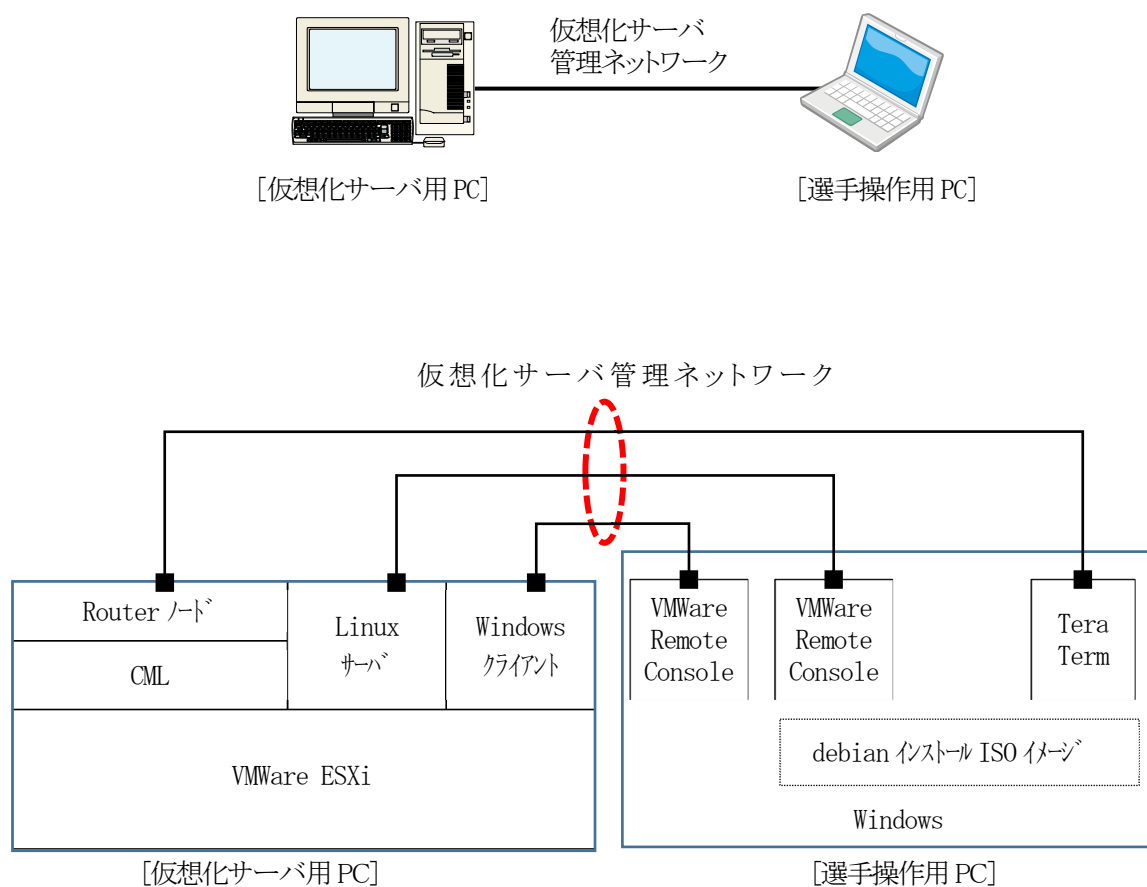 仮想化サーバ
管理ネットワーク
[仮想化サーバ用 PC]
[選手操作用 PC]
仮想化サーバ管理ネットワーク
Router ノード
CML
Linux
サーバ
Windows
クライアント
VMWare ESXi
[仮想化サーバ用 PC]
VMWare
Remote
Console
VMWare
Remote
Console
Tera
Term
debian インストール ISO イメージ
Windows
[選手操作用 PC]